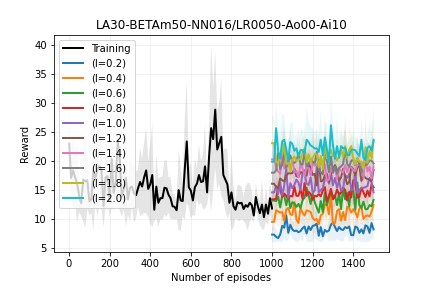 LA30-BETAm50-NN016/LR0050-Ao00-Ai10
40
35
30
25
20
15
10
5
Reward
Training
(l=0.2)
(l=0.4)
(l=0.6)
(l=0.8)
(l=1.0)
(l=1.2)
(l=1.4)
(l=1.6)
(l=1.8)
(l=2.0)
0 200 400 600 800 1000 1200 1400
Number of episodes